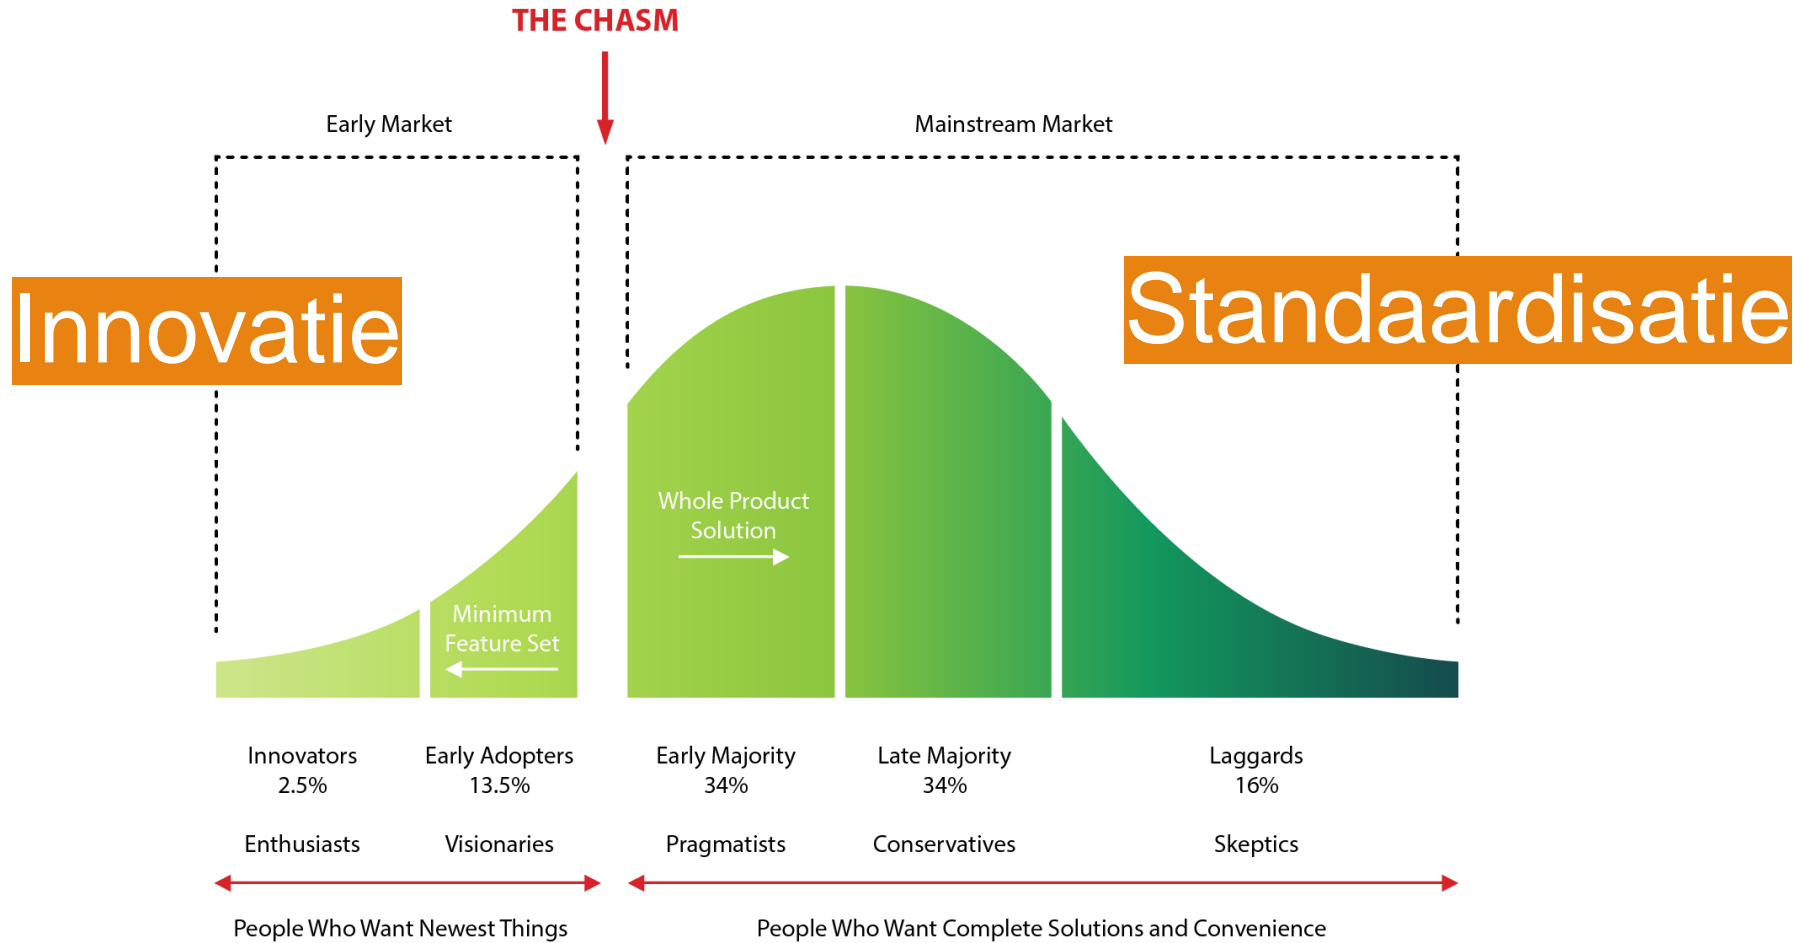 THE CHASM
Early Market
Mainstream Market
Innovatie
Standaardisatie
Whole Product
Solution
Minimum
Feature Set
Innovators
2.5%
Early Adopters
13.5%
Early Majority
34%
Late Majority
34%
Laggards
16%
Enthusiasts
Visionaries
Pragmatists
Conservatives
Skeptics
People Who Want Newest Things
People Who Want Complete Solutions and Convenience